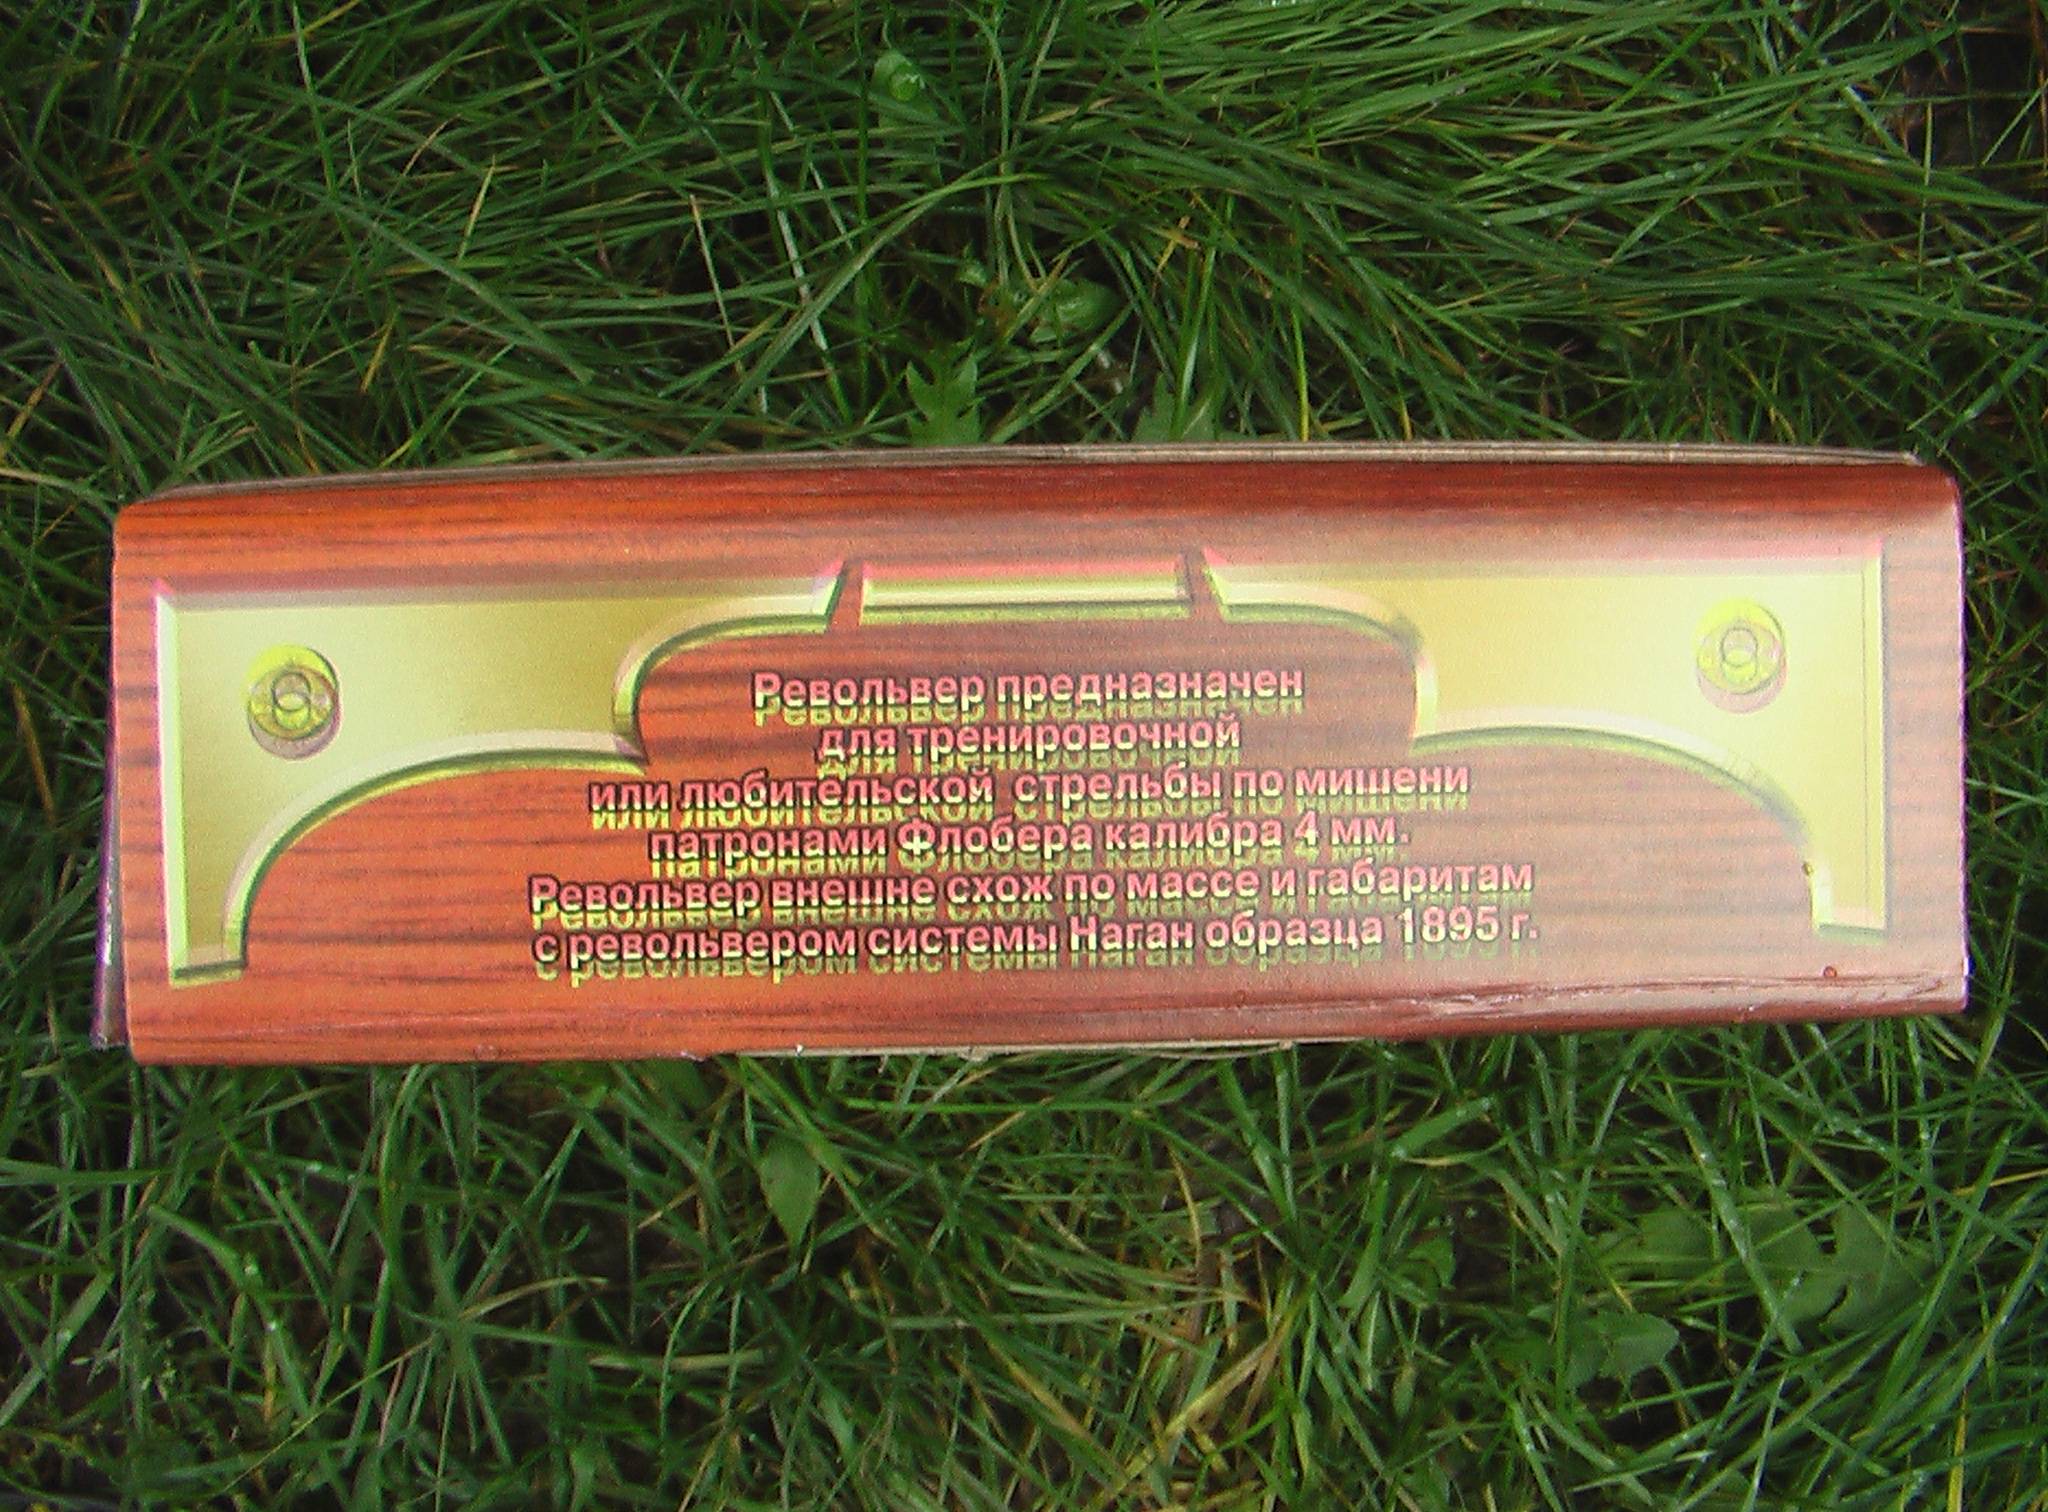 Револьвер предназначен
для тренировочной
или любительской стрельбы по мишени
патронами Флобера калибра 4 мм.
Револьвер внешне схож по массе и габаритам
с револьвером системы Наган образца 1895 г.